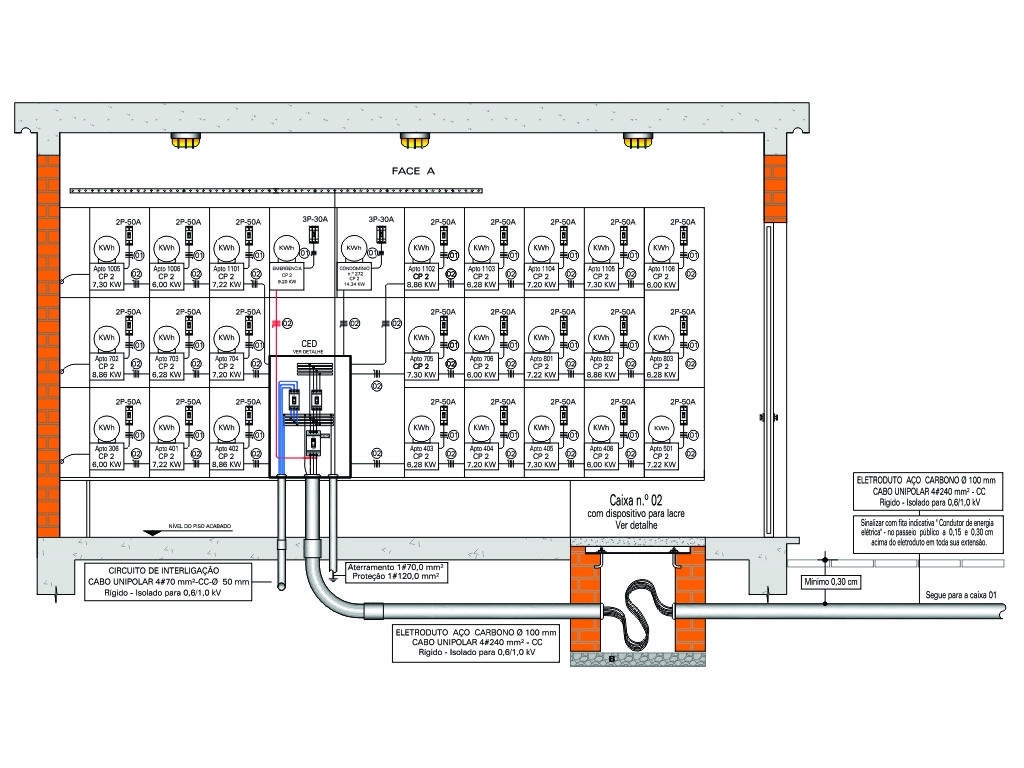 FACE A
2P-50A 2P-50A 2P-50A 3P-30A 3P-30A 2P-50A 2P-50A 2P-50A 2P-50A 2P-50A
KWh KWh KWh KWh KWh KWh KWh KWh KWh KWh
01 01 01 01 01 01 01 01 01 01
Apto 1005 02 Apto 1006 02 Apto 1101 02 EMERGENCIA CONDOMÍNIO Apto 1102 02 Apto 1103 02 Apto 1104 02 Apto 1105 02 Apto 1106 02
n.º 272
CP 2 CP 2 CP 2 CP 2 CP 2 CP 2 CP 2 CP 2 CP 2 CP 2
7,30 KW 6,00 KW 7,22 KW 9,20 KW 14,34 KW 8,86 KW 6,28 KW 7,20 KW 7,30 KW 6,00 KW
02 02 02
2P-50A 2P-50A 2P-50A 2P-50A 2P-50A 2P-50A 2P-50A 2P-50A
KWh KWh KWh KWh KWh KWh KWh KWh
01 01 01 01 01 01 01 01
CED
VER DETALHE
Apto 702 02 Apto 703 02 Apto 704 02 Apto 705 02 Apto 706 02 Apto 801 02 Apto 802 02 Apto 803 02
CP 2 CP 2 CP 2 CP 2 CP 2 CP 2 CP 2 CP 2
8,86 KW 6,28 KW 7,20 KW 7,30 KW 6,00 KW 7,22 KW 8,86 KW 6,28 KW
02
2P-50A 2P-50A 2P-50A 2P-50A 2P-50A 2P-50A 2P-50A 2P-50A
KWh KWh KWh KWh KWh KWh KWh KWh
01 01 01 01 01 01 01 01
Apto 306 02 Apto 401 02 Apto 402 02 02 Apto 403 02 Apto 404 02 Apto 405 02 Apto 406 02 Apto 501 02
CP 2 CP 2 CP 2 CP 2 CP 2 CP 2 CP 2 CP 2
6,00 KW 7,22 KW 8,86 KW 6,28 KW 7,20 KW 7,30 KW 6,00 KW 7,22 KW
Caixa n.º 02
com dispositivo para lacre
Ver detalhe
ELETRODUTO AÇO CARBONO Ø 100 mm
CABO UNIPOLAR 4#240 mm² - CC
Rígido - Isolado para 0,6/1,0 kV
Sinalizar com fita indicativa " Condutor de energia
elétrica" - no passeio público a 0,15 e 0,30 cm
acima do eletroduto em toda sua extensão.
NÍVEL DO PISO ACABADO
CIRCUITO DE INTERLIGAÇÃO
CABO UNIPOLAR 4#70 mm²-CC-Ø 50 mm
Rígido - Isolado para 0,6/1,0 kV
Aterramento 1#70,0 mm²
Proteção 1#120,0 mm²
Mínimo 0,30 cm
Segue para a caixa 01
ELETRODUTO AÇO CARBONO Ø 100 mm
CABO UNIPOLAR 4#240 mm² - CC
Rígido - Isolado para 0,6/1,0 kV